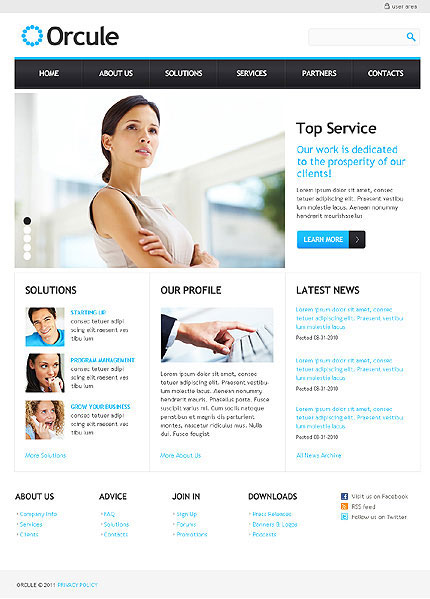 user area
Orcule
HOME ABOUT US SOLUTIONS SERVICES PARTNERS CONTACTS
Top Service
Our work is dedicated
to the prosperity of our
clients!
Lorem ipsum dolor sit amet, consec
tetuer adipiscing elit. Praesent vestibu
lum molestie lacus. Aenean nonummy
hendrerit mauris
LEARN MORE
SOLUTIONS
STARTING UP
consec tetuer adipi
scing elit raesent ves
tibu lum
PROGRAM MANAGEMENT
consec tetuer adipi
scing elit raesent ves
tibu lum
GROW YOUR BUSINESS
consec tetuer adipi
scing elit raesent ves
tibu lum
More Solutions
OUR PROFILE
Lorem ipsum dolor sit amet, consec
tetuer adipiscing elit. Praesent vestibu
lum molestie lacus. Aenean nonummy
hendrerit mauris. Phasellus porta. Fusce
suscipit varius mi. Cum sociis natoque
penatibus et magnis dis parturient
montes, nascetur ridiculus mus. Nulla
dui. Fusce feugiat
More About Us
LATEST NEWS
Lorem ipsum dolor sit amet, consec
tetuer adipiscing elit. Praesent vestibu
lum molestie lacus
Posted 08-31-2010
Lorem ipsum dolor sit amet, consec
tetuer adipiscing elit. Praesent vestibu
lum molestie lacus
Posted 08-31-2010
Lorem ipsum dolor sit amet, consec
tetuer adipiscing elit. Praesent vestibu
lum molestie lacus
Posted 08-31-2010
All News Archive
ABOUT US
Company Info
Services
Clients
ADVICE
FAQ
Solutions
Contacts
JOIN IN
Sign Up
Forums
Promotions
DOWNLOADS
Press Releases
Banners & Logos
Podcasts
Visit us on Facebook
RSS feed
Follow us on Twitter
ORCULE © 2011 PRIVACY POLICY